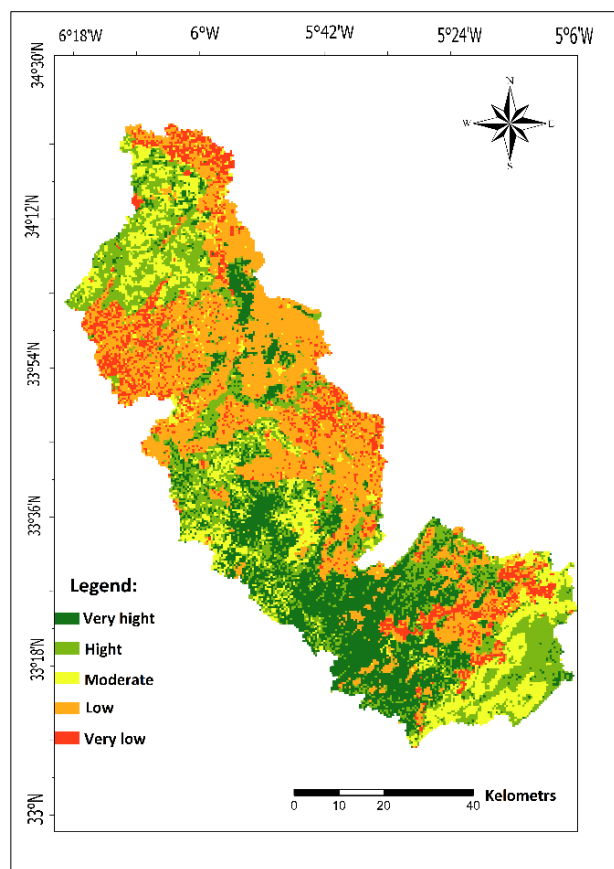 6°18'W 6°0W 5°42'W 5°24'W 5°6'W
34°30'N
34°12'N
33°54'N
33°36'N
33°18'N
33°N
N
W E
S
Legend:
Very hight
Hight
Moderate
Low
Very low
0 10 20 40 Kelometrs